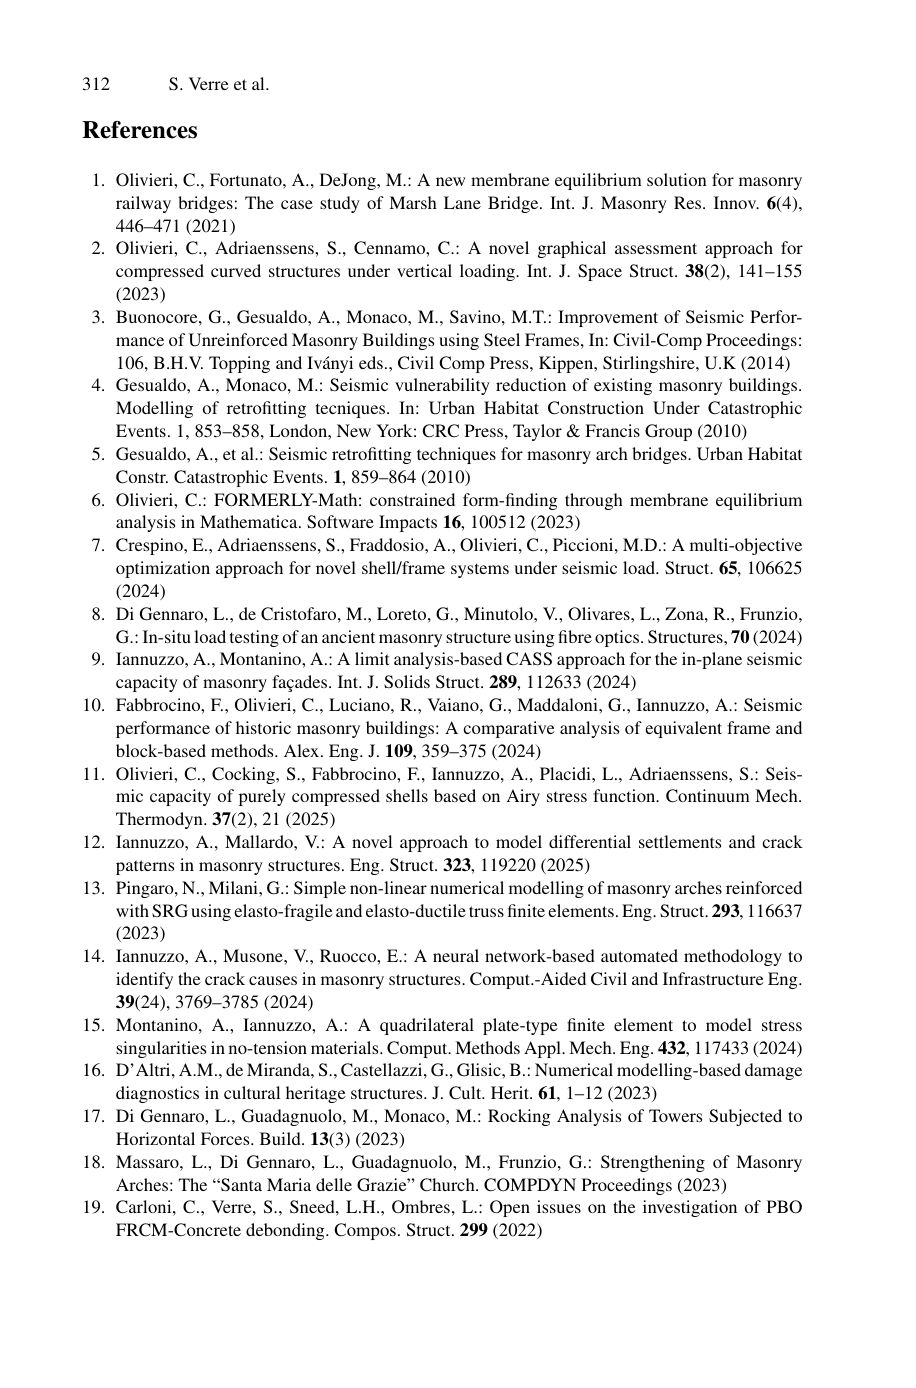 312 S. Verre et al.
References
1. Olivieri, C., Fortunato, A., DeJong, M.: A new membrane equilibrium solution for masonry
railway bridges: The case study of Marsh Lane Bridge. Int. J. Masonry Res. Innov. 6(4),
446–471 (2021)
2. Olivieri, C., Adriaenssens, S., Cennamo, C.: A novel graphical assessment approach for
compressed curved structures under vertical loading. Int. J. Space Struct. 38(2), 141–155
(2023)
3. Buonocore, G., Gesualdo, A., Monaco, M., Savino, M.T.: Improvement of Seismic Perfor-
mance of Unreinforced Masonry Buildings using Steel Frames, In: Civil-Comp Proceedings:
106, B.H.V. Topping and Iványi eds., Civil Comp Press, Kippen, Stirlingshire, U.K (2014)
4. Gesualdo, A., Monaco, M.: Seismic vulnerability reduction of existing masonry buildings.
Modelling of retrofitting tecniques. In: Urban Habitat Construction Under Catastrophic
Events. 1, 853–858, London, New York: CRC Press, Taylor & Francis Group (2010)
5. Gesualdo, A., et al.: Seismic retrofitting techniques for masonry arch bridges. Urban Habitat
Constr. Catastrophic Events. 1, 859–864 (2010)
6. Olivieri, C.: FORMERLY-Math: constrained form-finding through membrane equilibrium
analysis in Mathematica. Software Impacts 16, 100512 (2023)
7. Crespino, E., Adriaenssens, S., Fraddosio, A., Olivieri, C., Piccioni, M.D.: A multi-objective
optimization approach for novel shell/frame systems under seismic load. Struct. 65, 106625
(2024)
8. Di Gennaro, L., de Cristofaro, M., Loreto, G., Minutolo, V., Olivares, L., Zona, R., Frunzio,
G.: In-situ load testing of an ancient masonry structure using fibre optics. Structures, 70 (2024)
9. Iannuzzo, A., Montanino, A.: A limit analysis-based CASS approach for the in-plane seismic
capacity of masonry façades. Int. J. Solids Struct. 289, 112633 (2024)
10. Fabbrocino, F., Olivieri, C., Luciano, R., Vaiano, G., Maddaloni, G., Iannuzzo, A.: Seismic
performance of historic masonry buildings: A comparative analysis of equivalent frame and
block-based methods. Alex. Eng. J. 109, 359–375 (2024)
11. Olivieri, C., Cocking, S., Fabbrocino, F., Iannuzzo, A., Placidi, L., Adriaenssens, S.: Seis-
mic capacity of purely compressed shells based on Airy stress function. Continuum Mech.
Thermodyn. 37(2), 21 (2025)
12. Iannuzzo, A., Mallardo, V.: A novel approach to model differential settlements and crack
patterns in masonry structures. Eng. Struct. 323, 119220 (2025)
13. Pingaro, N., Milani, G.: Simple non-linear numerical modelling of masonry arches reinforced
with SRG using elasto-fragile and elasto-ductile truss finite elements. Eng. Struct. 293, 116637
(2023)
14. Iannuzzo, A., Musone, V., Ruocco, E.: A neural network-based automated methodology to
identify the crack causes in masonry structures. Comput.-Aided Civil and Infrastructure Eng.
39(24), 3769–3785 (2024)
15. Montanino, A., Iannuzzo, A.: A quadrilateral plate-type finite element to model stress
singularities in no-tension materials. Comput. Methods Appl. Mech. Eng. 432, 117433 (2024)
16. D’Altri, A.M., de Miranda, S., Castellazzi, G., Glisic, B.: Numerical modelling-based damage
diagnostics in cultural heritage structures. J. Cult. Herit. 61, 1–12 (2023)
17. Di Gennaro, L., Guadagnuolo, M., Monaco, M.: Rocking Analysis of Towers Subjected to
Horizontal Forces. Build. 13(3) (2023)
18. Massaro, L., Di Gennaro, L., Guadagnuolo, M., Frunzio, G.: Strengthening of Masonry
Arches: The “Santa Maria delle Grazie” Church. COMPDYN Proceedings (2023)
19. Carloni, C., Verre, S., Sneed, L.H., Ombres, L.: Open issues on the investigation of PBO
FRCM-Concrete debonding. Compos. Struct. 299 (2022)